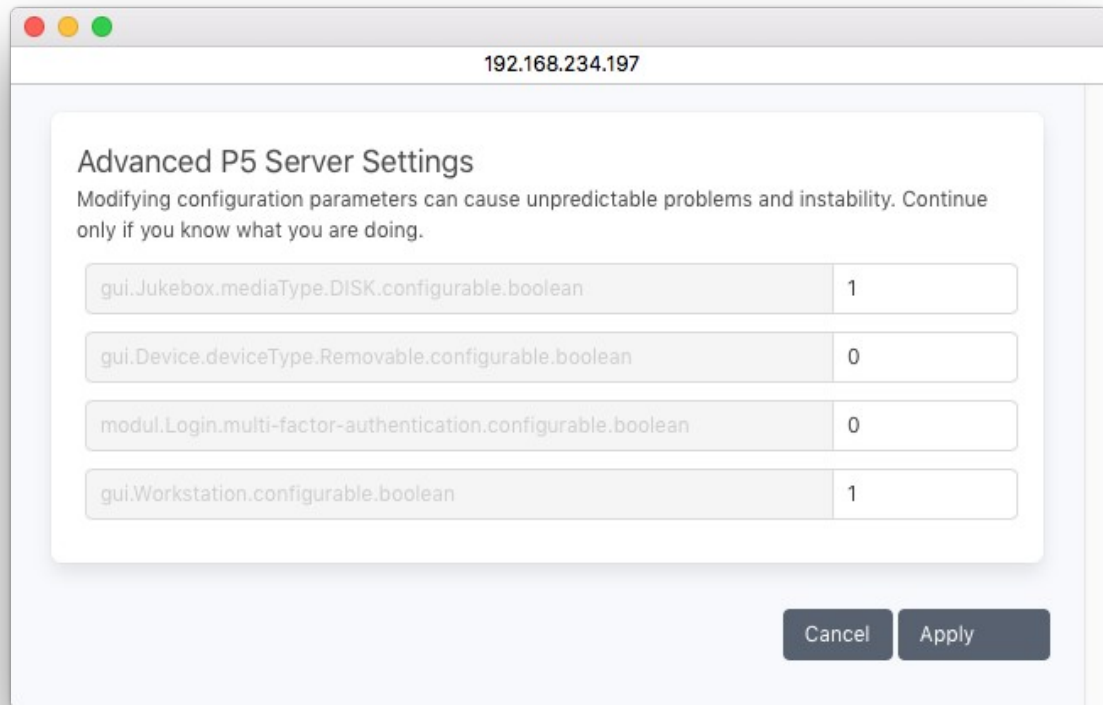 192.168.234.197
Advanced P5 Server Settings
Modifying configuration parameters can cause unpredictable problems and instability. Continue
only if you know what you are doing.
gui.Jukebox.mediaType.DISK.configurable.boolean 1
gui.Device.deviceType.Removable.configurable.boolean 0
modul.Login.multi-factor-authentication.configurable.boolean 0
gui.Workstation.configurable.boolean 1
Cancel Apply